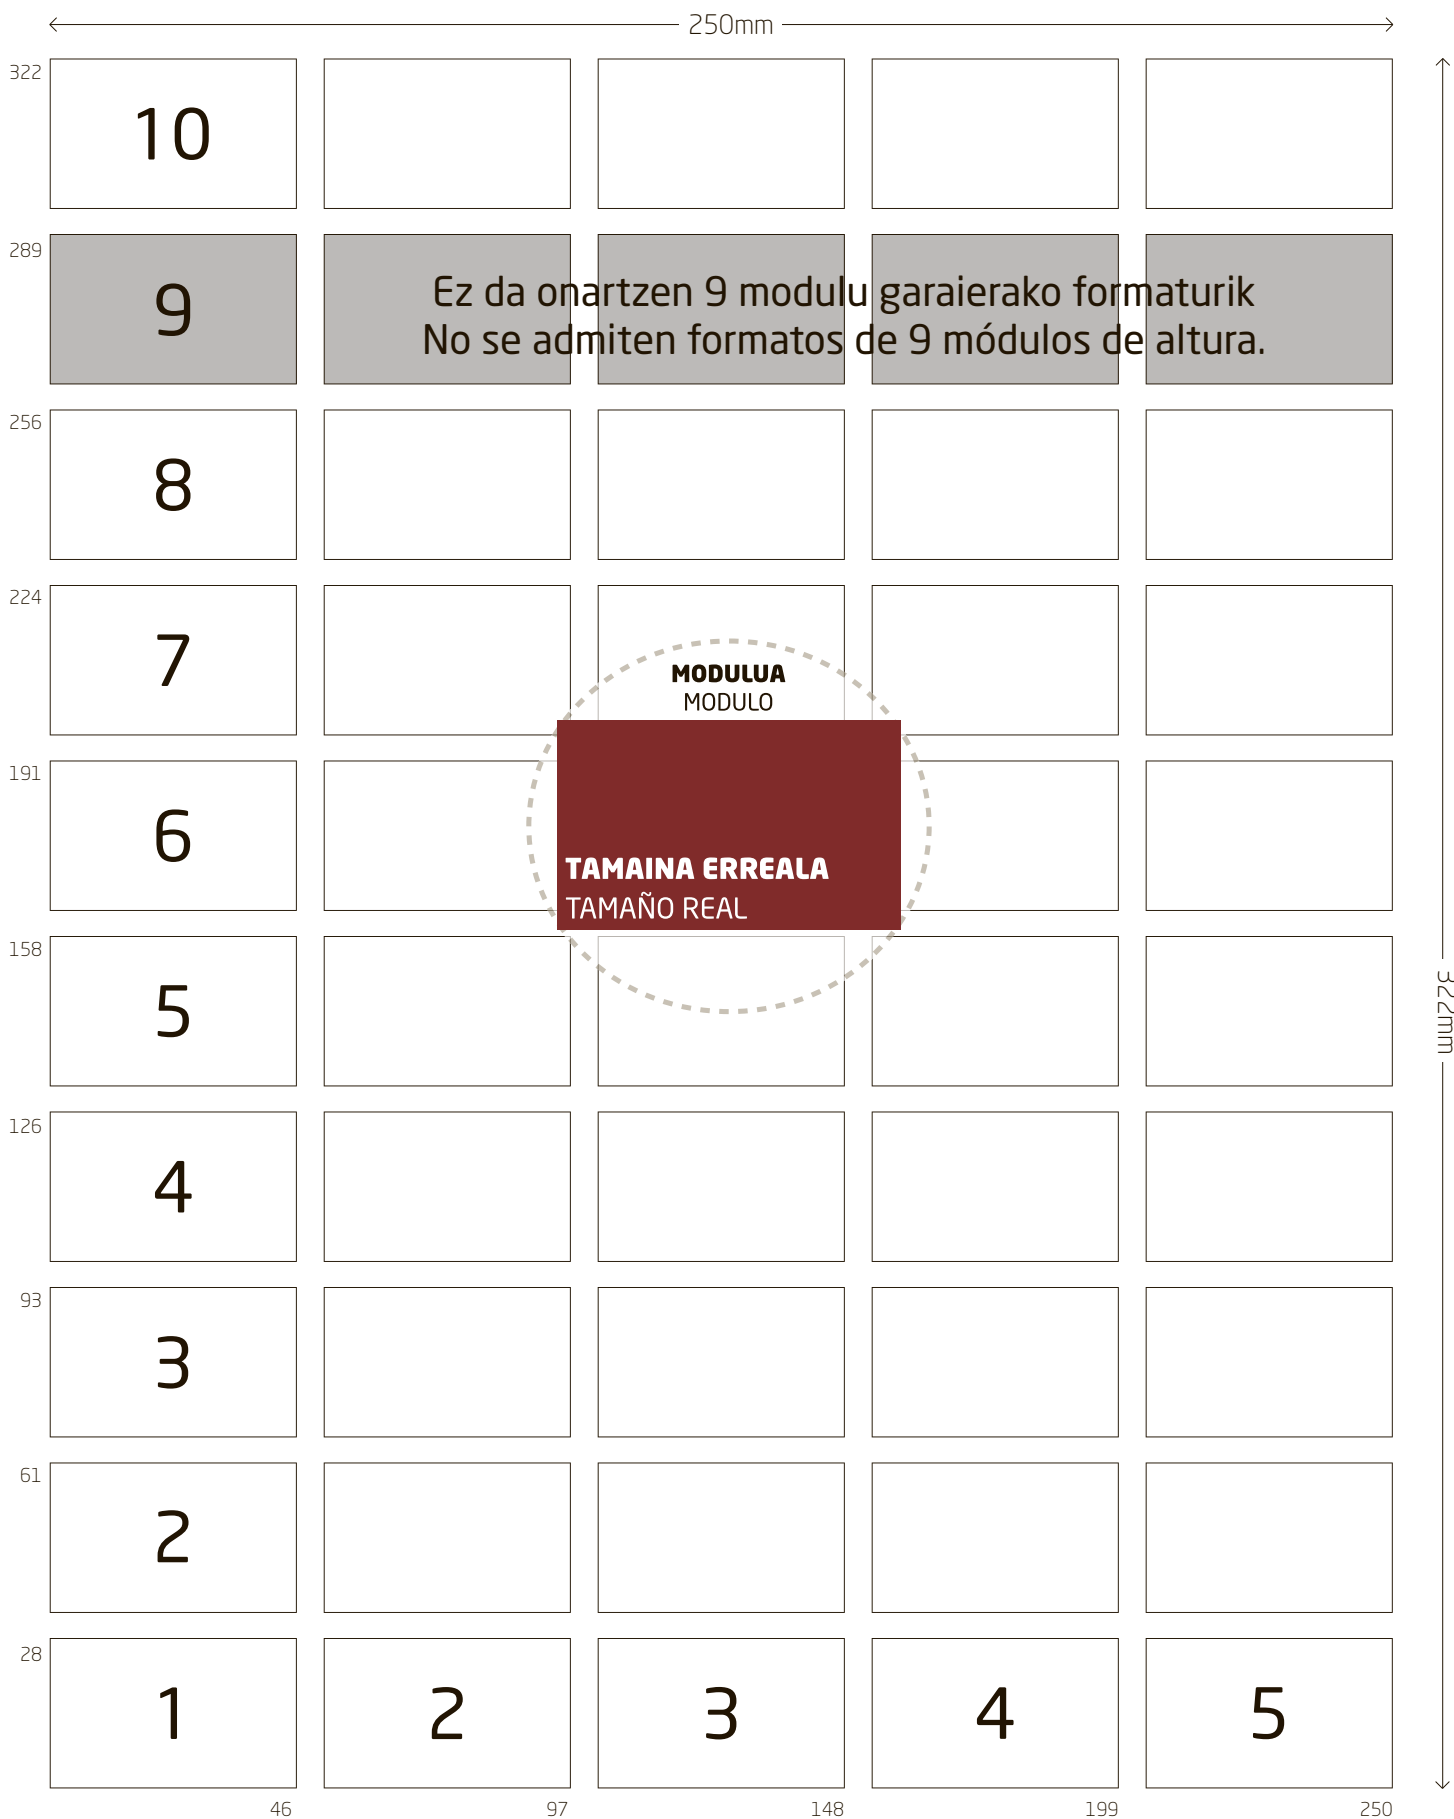 250mm
322
10
289
9
Ez da onartzen 9 modulu garaierako formaturik
No se admiten formatos de 9 módulos de altura.
256
8
224
7
MODULUA
MODULO
191
6
TAMAINA ERREALA
TAMAÑO REAL
158
5
322mm
126
4
93
3
61
2
28
1 2 3 4 5
46 97 148 199 250